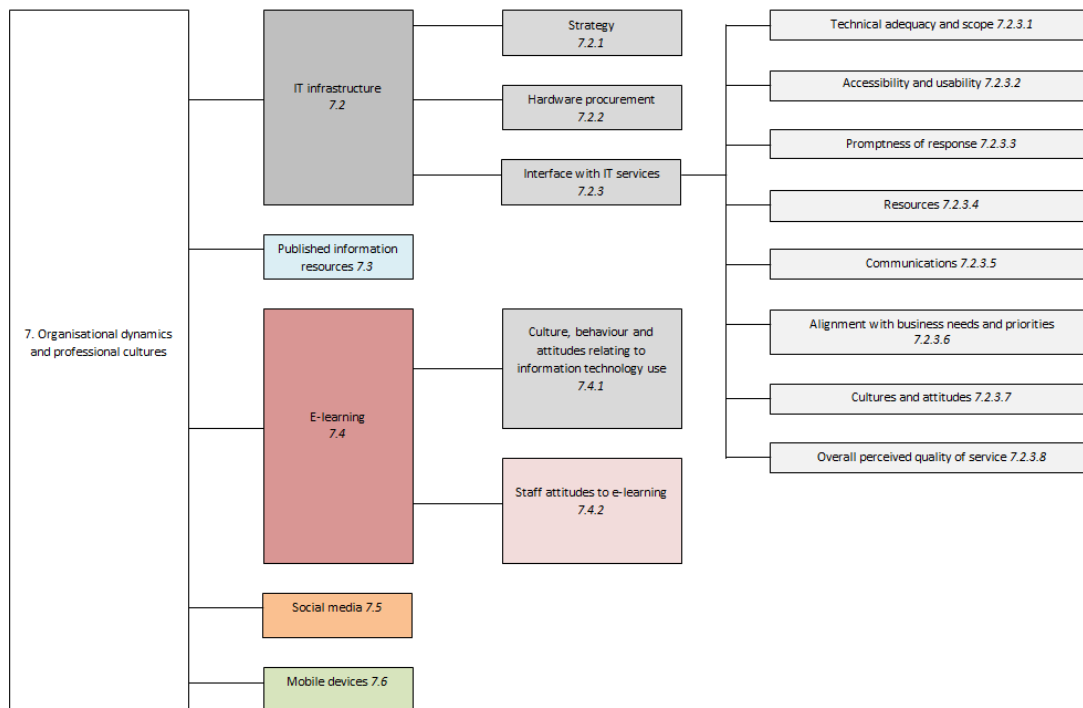 7. Organisational dynamics
and professional cultures
IT infrastructure
7.2
Strategy
7.2.1
Hardware procurement
7.2.2
Interface with IT services
7.2.3
Technical adequacy and scope 7.2.3.1
Accessibility and usability 7.2.3.2
Promptness of response 7.2.3.3
Resources 7.2.3.4
Communications 7.2.3.5
Alignment with business needs and priorities
7.2.3.6
Cultures and attitudes 7.2.3.7
Overall perceived quality of service 7.2.3.8
Published information
resources 7.3
E-learning
7.4
Culture, behaviour and
attitudes relating to
information technology use
7.4.1
Staff attitudes to e-learning
7.4.2
Social media 7.5
Mobile devices 7.6